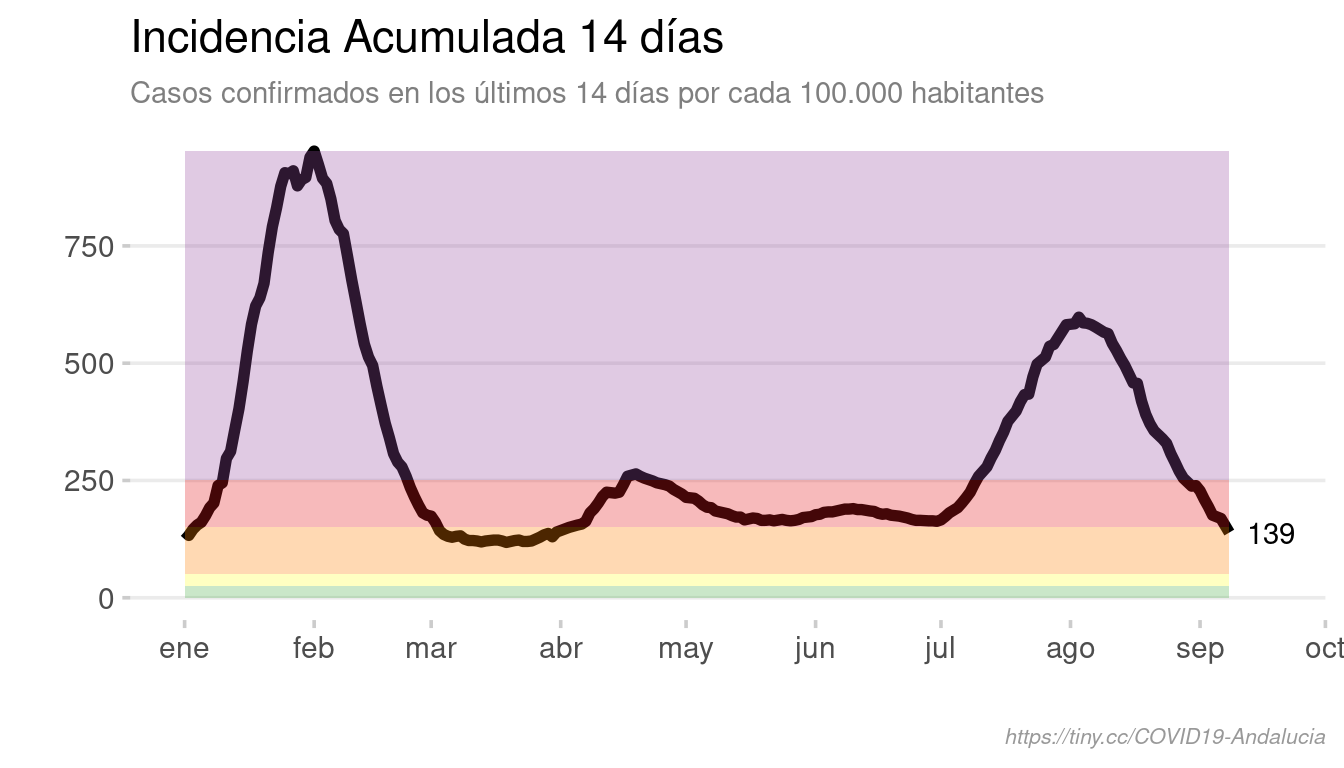 Incidencia Acumulada 14 días
Casos confirmados en los últimos 14 días por cada 100.000 habitantes
750
500
250
0
139
ene feb mar abr may jun jul ago sep oct
https://tiny.cc/COVID19-Andalucia